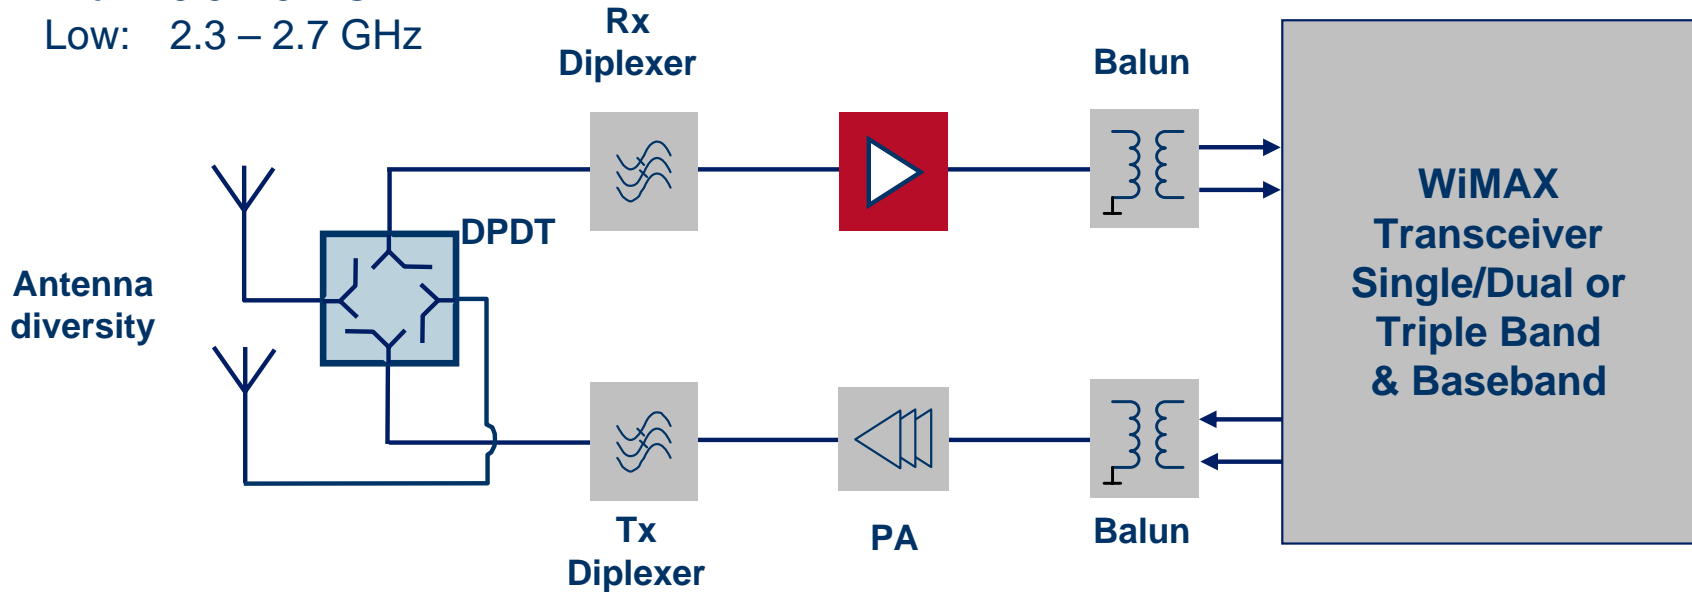 Low: 2.3 – 2.7 GHz
Rx
Diplexer
Balun
DPDT
Antenna
diversity
WiMAX
Transceiver
Single/Dual or
Triple Band
& Baseband
Tx
Diplexer
PA
Balun